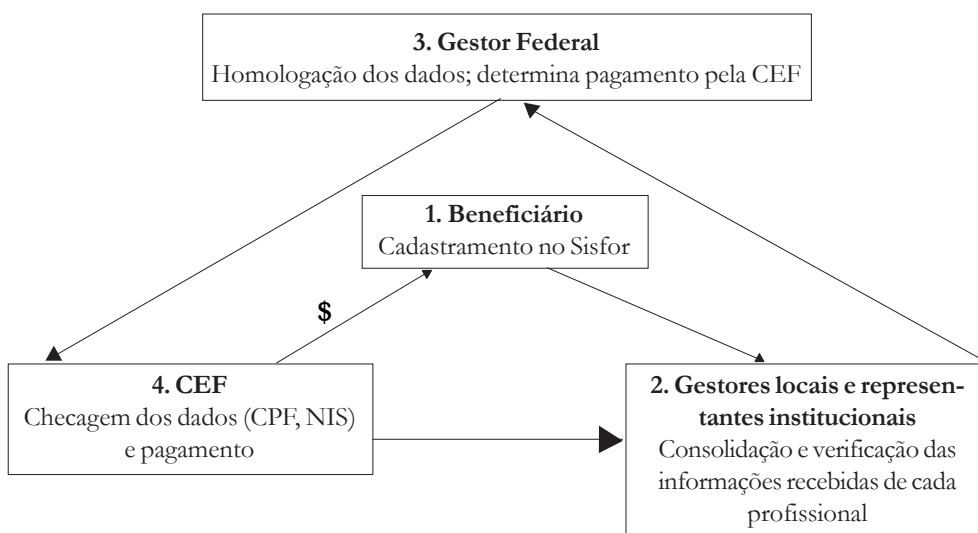 3. Gestor Federal
Homologação dos dados; determina pagamento pela CEF
1. Beneficiário
Cadastramento no Sisfor
$
4. CEF
Checagem dos dados (CPF, NIS)
e pagamento
2. Gestores locais e represen-
tantes institucionais
Consolidação e verificação das
informações recebidas de cada
profissional